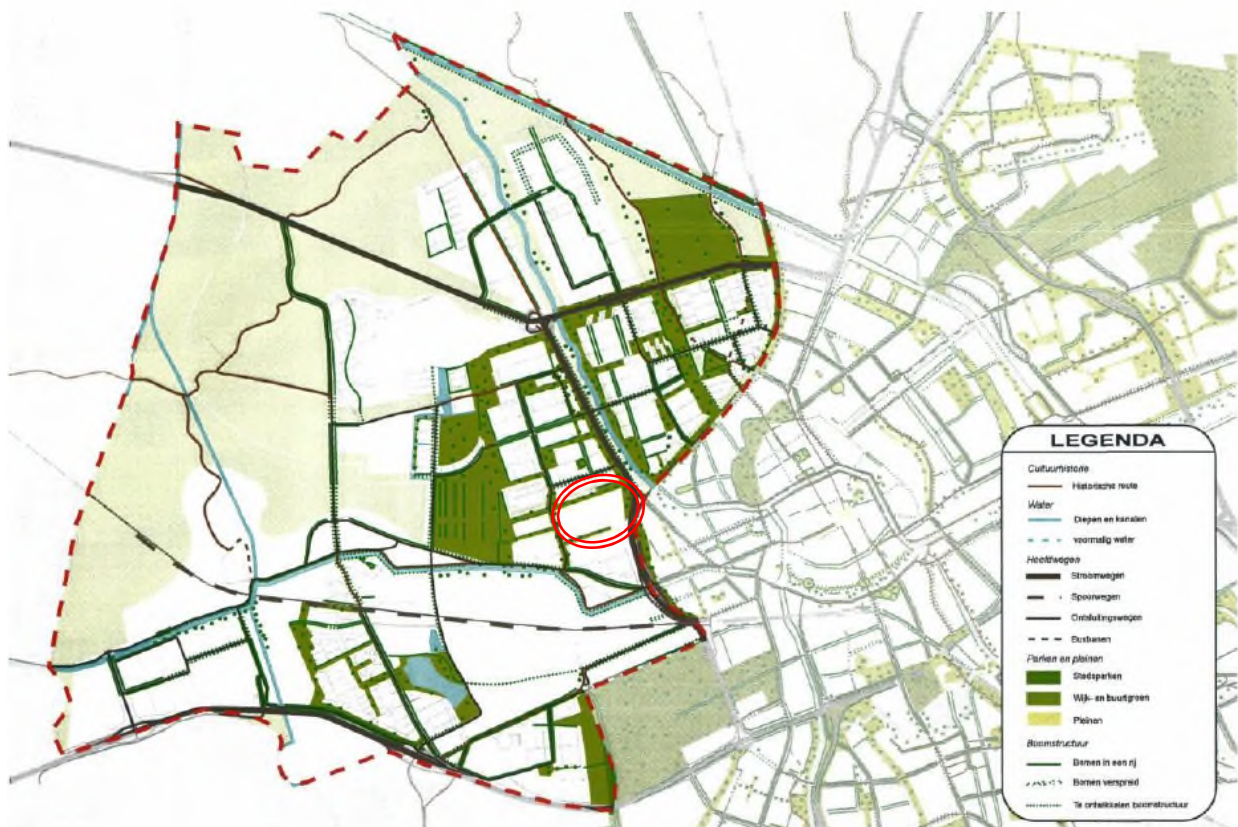 LEGENDA
Cultuurhistorie
Historische route
Water
Diepen en kanalen
voormalig water
Hoofdwegen
Stroomwegen
Spoorwegen
Ontsluitingswegen
Busbanen
Parken en pleinen
Stadsparken
Wijk- en buurtgroen
Pleinen
Boomstructuur
Bomen in een rij
Bomen verspreid
Te ontwikkelen boomstructuur